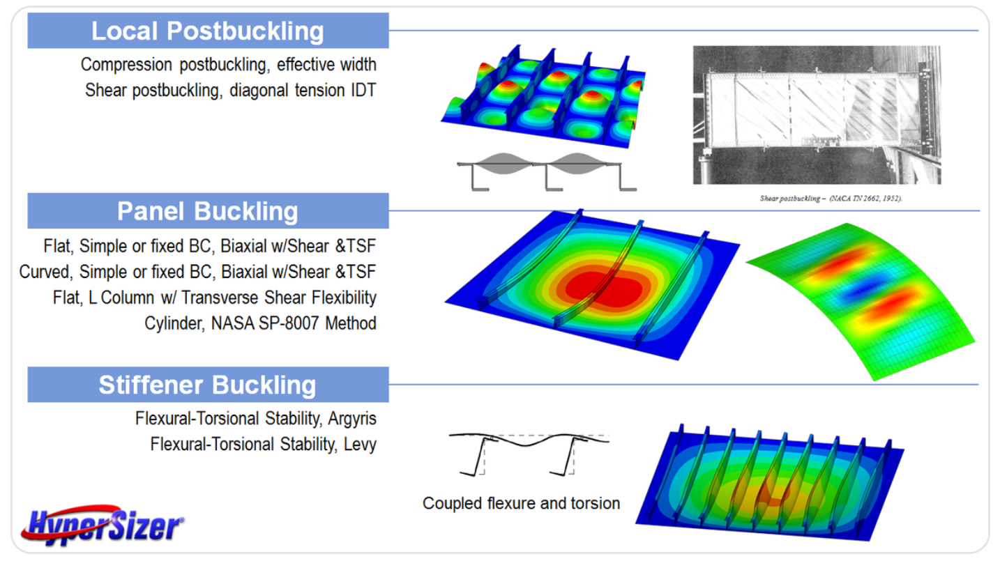 Local Postbuckling
Compression postbuckling, effective width
Shear postbuckling, diagonal tension IDT
Shear postbuckling – (NACA TN 2662, 1952).
Panel Buckling
Flat, Simple or fixed BC, Biaxial w/Shear &TSF
Curved, Simple or fixed BC, Biaxial w/Shear &TSF
Flat, L Column w/ Transverse Shear Flexibility
Cylinder, NASA SP-8007 Method
Stiffener Buckling
Flexural-Torsional Stability, Argyris
Flexural-Torsional Stability, Levy
Coupled flexure and torsion
HyperSizer®